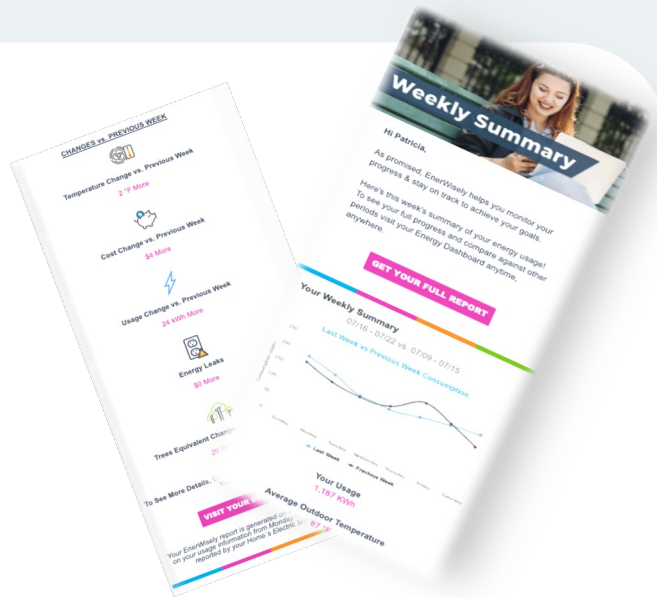 CHANGES vs. PREVIOUS WEEK
Temperature Change vs. Previous Week
2 °F More
Cost Change vs. Previous Week
$4 More
Usage Change vs. Previous Week
24 kWh More
Energy Leaks
$0 More
Trees Equivalent
To See More Details,
VISIT YOUR
Your EnerWisely report is generated
on your usage information from Monday
reported by your Home's Electric
Weekly Summary
Hi Patricia,
As promised, EnerWisely helps you monitor your
progress & stay on track to achieve your goals.
Here's this week's summary of your energy usage!
To see your full progress and compare against other
periods visit your Energy Dashboard anytime,
anywhere.
GET YOUR FULL REPORT
Your Weekly Summary
07/16 - 07/22 vs. 07/09 - 07/15
Last Week vs Previous Week Consumption
Last Week
Previous Week
Your Usage
1,187 KWh
Average Outdoor Temperature
87 °F